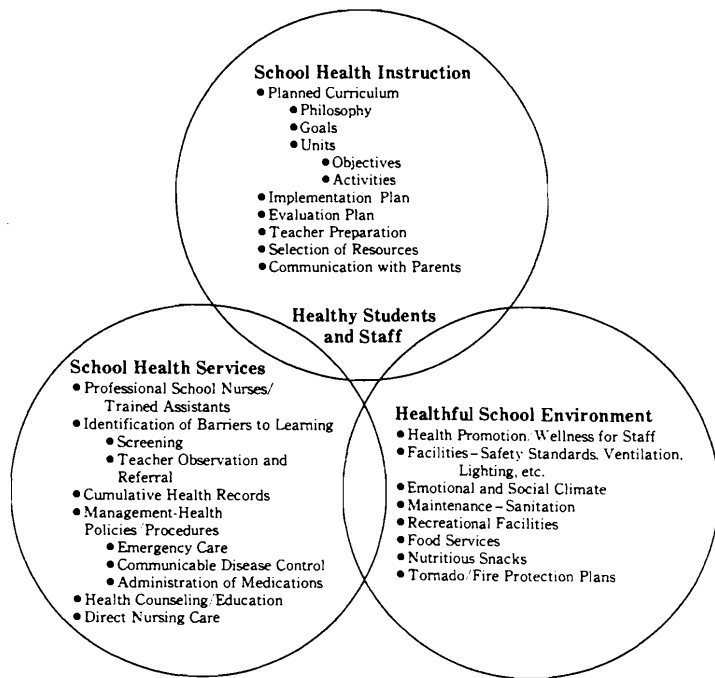 School Health Instruction
● Planned Curriculum
● Philosophy
● Goals
● Units
● Objectives
● Activities
● Implementation Plan
● Evaluation Plan
● Teacher Preparation
● Selection of Resources
● Communication with Parents
Healthy Students
and Staff
School Health Services
● Professional School Nurses/
Trained Assistants
● Identification of Barriers to Learning
● Screening
● Teacher Observation and
Referral
● Cumulative Health Records
● Management-Health
Policies/Procedures
● Emergency Care
● Communicable Disease Control
● Administration of Medications
● Health Counseling/Education
● Direct Nursing Care
Healthful School Environment
● Health Promotion/Wellness for Staff
● Facilities–Safety Standards, Ventilation,
Lighting, etc.
● Emotional and Social Climate
● Maintenance–Sanitation
● Recreational Facilities
● Food Services
● Nutritious Snacks
● Tornado/Fire Protection Plans